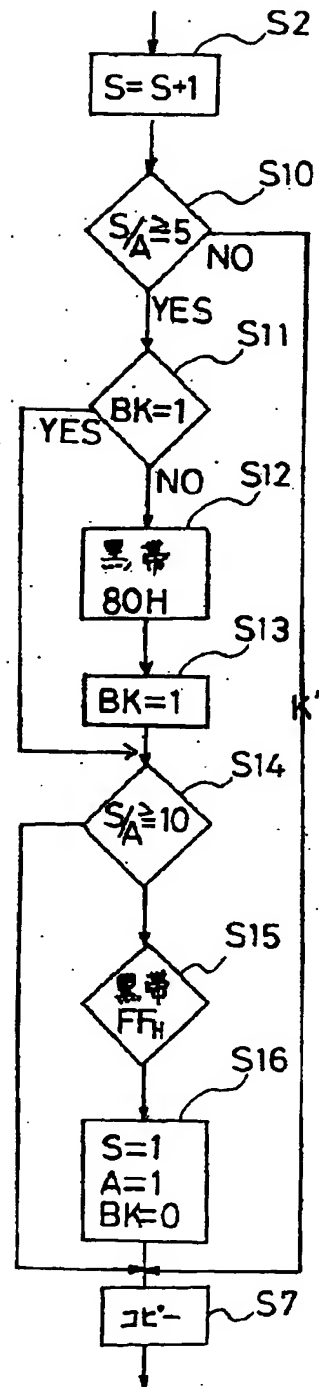 S2
S=S+1
S10
S/A≧5
NO
YES
S11
BK=1
YES
NO
S12
黒帯
80H
S13
BK=1
K'
S14
S/A≧10
S15
黒帯
FFH
S16
S=1
A=1
BK=0
S7
コピー